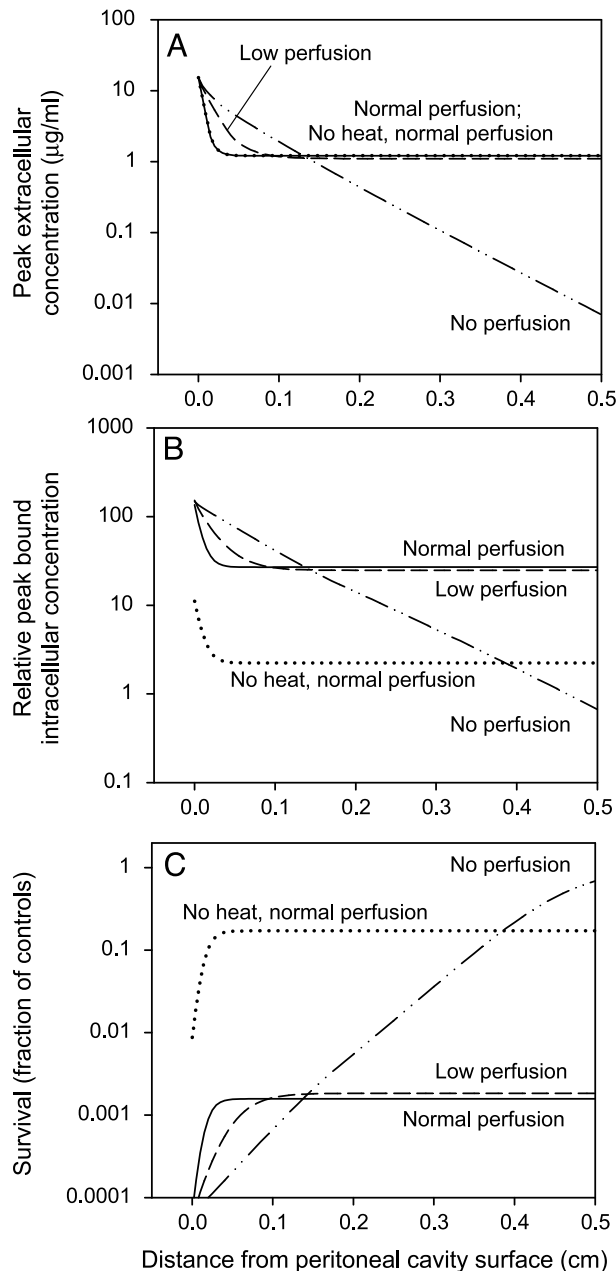 A
Peak extracellular
concentration (μg/ml)
100
10
1
0.1
0.01
0.001
Low perfusion
Normal perfusion;
No heat, normal perfusion
No perfusion
0.0 0.1 0.2 0.3 0.4 0.5
B
Relative peak bound
intracellular concentration
1000
100
10
1
0.1
Normal perfusion
Low perfusion
No heat, normal perfusion
No perfusion
0.0 0.1 0.2 0.3 0.4 0.5
C
Survival (fraction of controls)
1
0.1
0.01
0.001
0.0001
No perfusion
No heat, normal perfusion
Low perfusion
Normal perfusion
0.0 0.1 0.2 0.3 0.4 0.5
Distance from peritoneal cavity surface (cm)